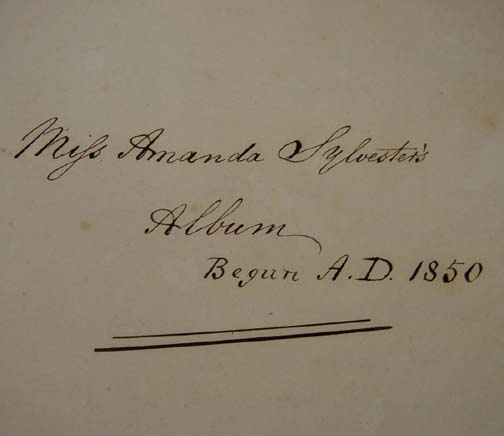 Miſs Amanda Sylvester's
Album
Begun A.D. 1850